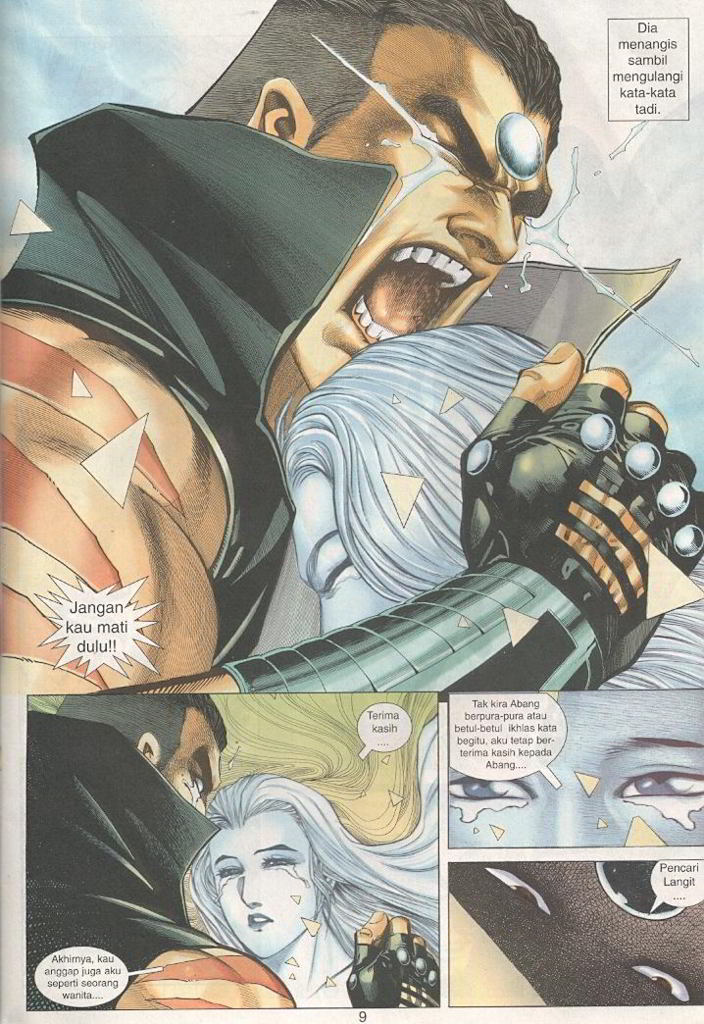 Dia
menangis
sambil
mengulangi
kata-kata
tadi.
Jangan
kau mati
dulu!!
Terima
kasih
....
Akhirnya, kau
anggap juga aku
seperti seorang
wanita....
Tak kira Abang
berpura-pura atau
betul-betul ikhlas kata
begitu, aku tetap ber-
terima kasih kepada
Abang....
Pencari
Langit
....
9